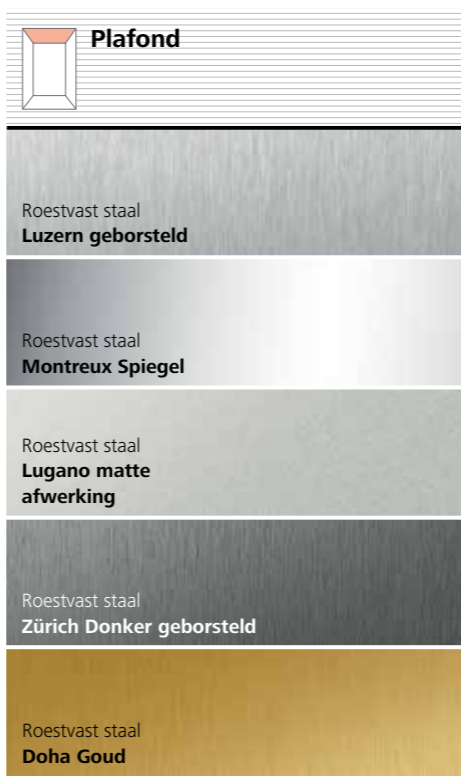 Plafond
Roestvast staal
Luzern geborsteld
Roestvast staal
Montreux Spiegel
Roestvast staal
Lugano matte
afwerking
Roestvast staal
Zürich Donker geborsteld
Roestvast staal
Doha Goud